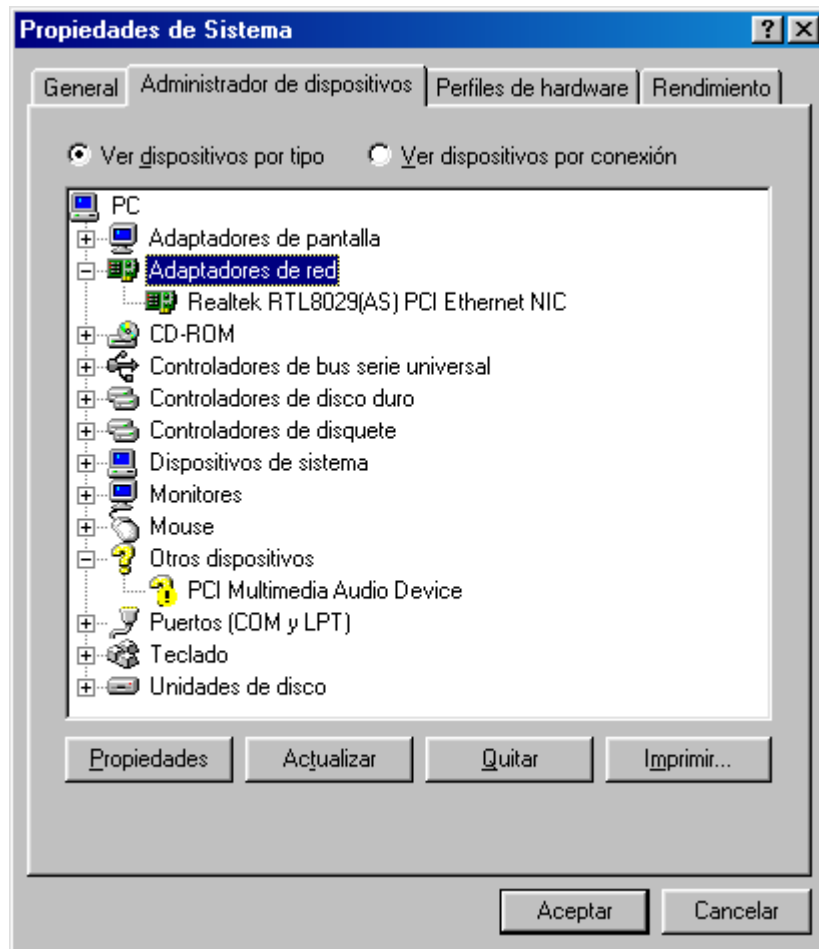 Propiedades de Sistema
General Administrador de dispositivos Perfiles de hardware Rendimiento
Ver dispositivos por tipo Ver dispositivos por conexión
PC
Adaptadores de pantalla
Adaptadores de red
Realtek RTL8029(AS) PCI Ethernet NIC
CD-ROM
Controladores de bus serie universal
Controladores de disco duro
Controladores de disquete
Dispositivos de sistema
Monitores
Mouse
Otros dispositivos
PCI Multimedia Audio Device
Puertos (COM y LPT)
Teclado
Unidades de disco
Propiedades Actualizar Quitar Imprimir...
Aceptar Cancelar